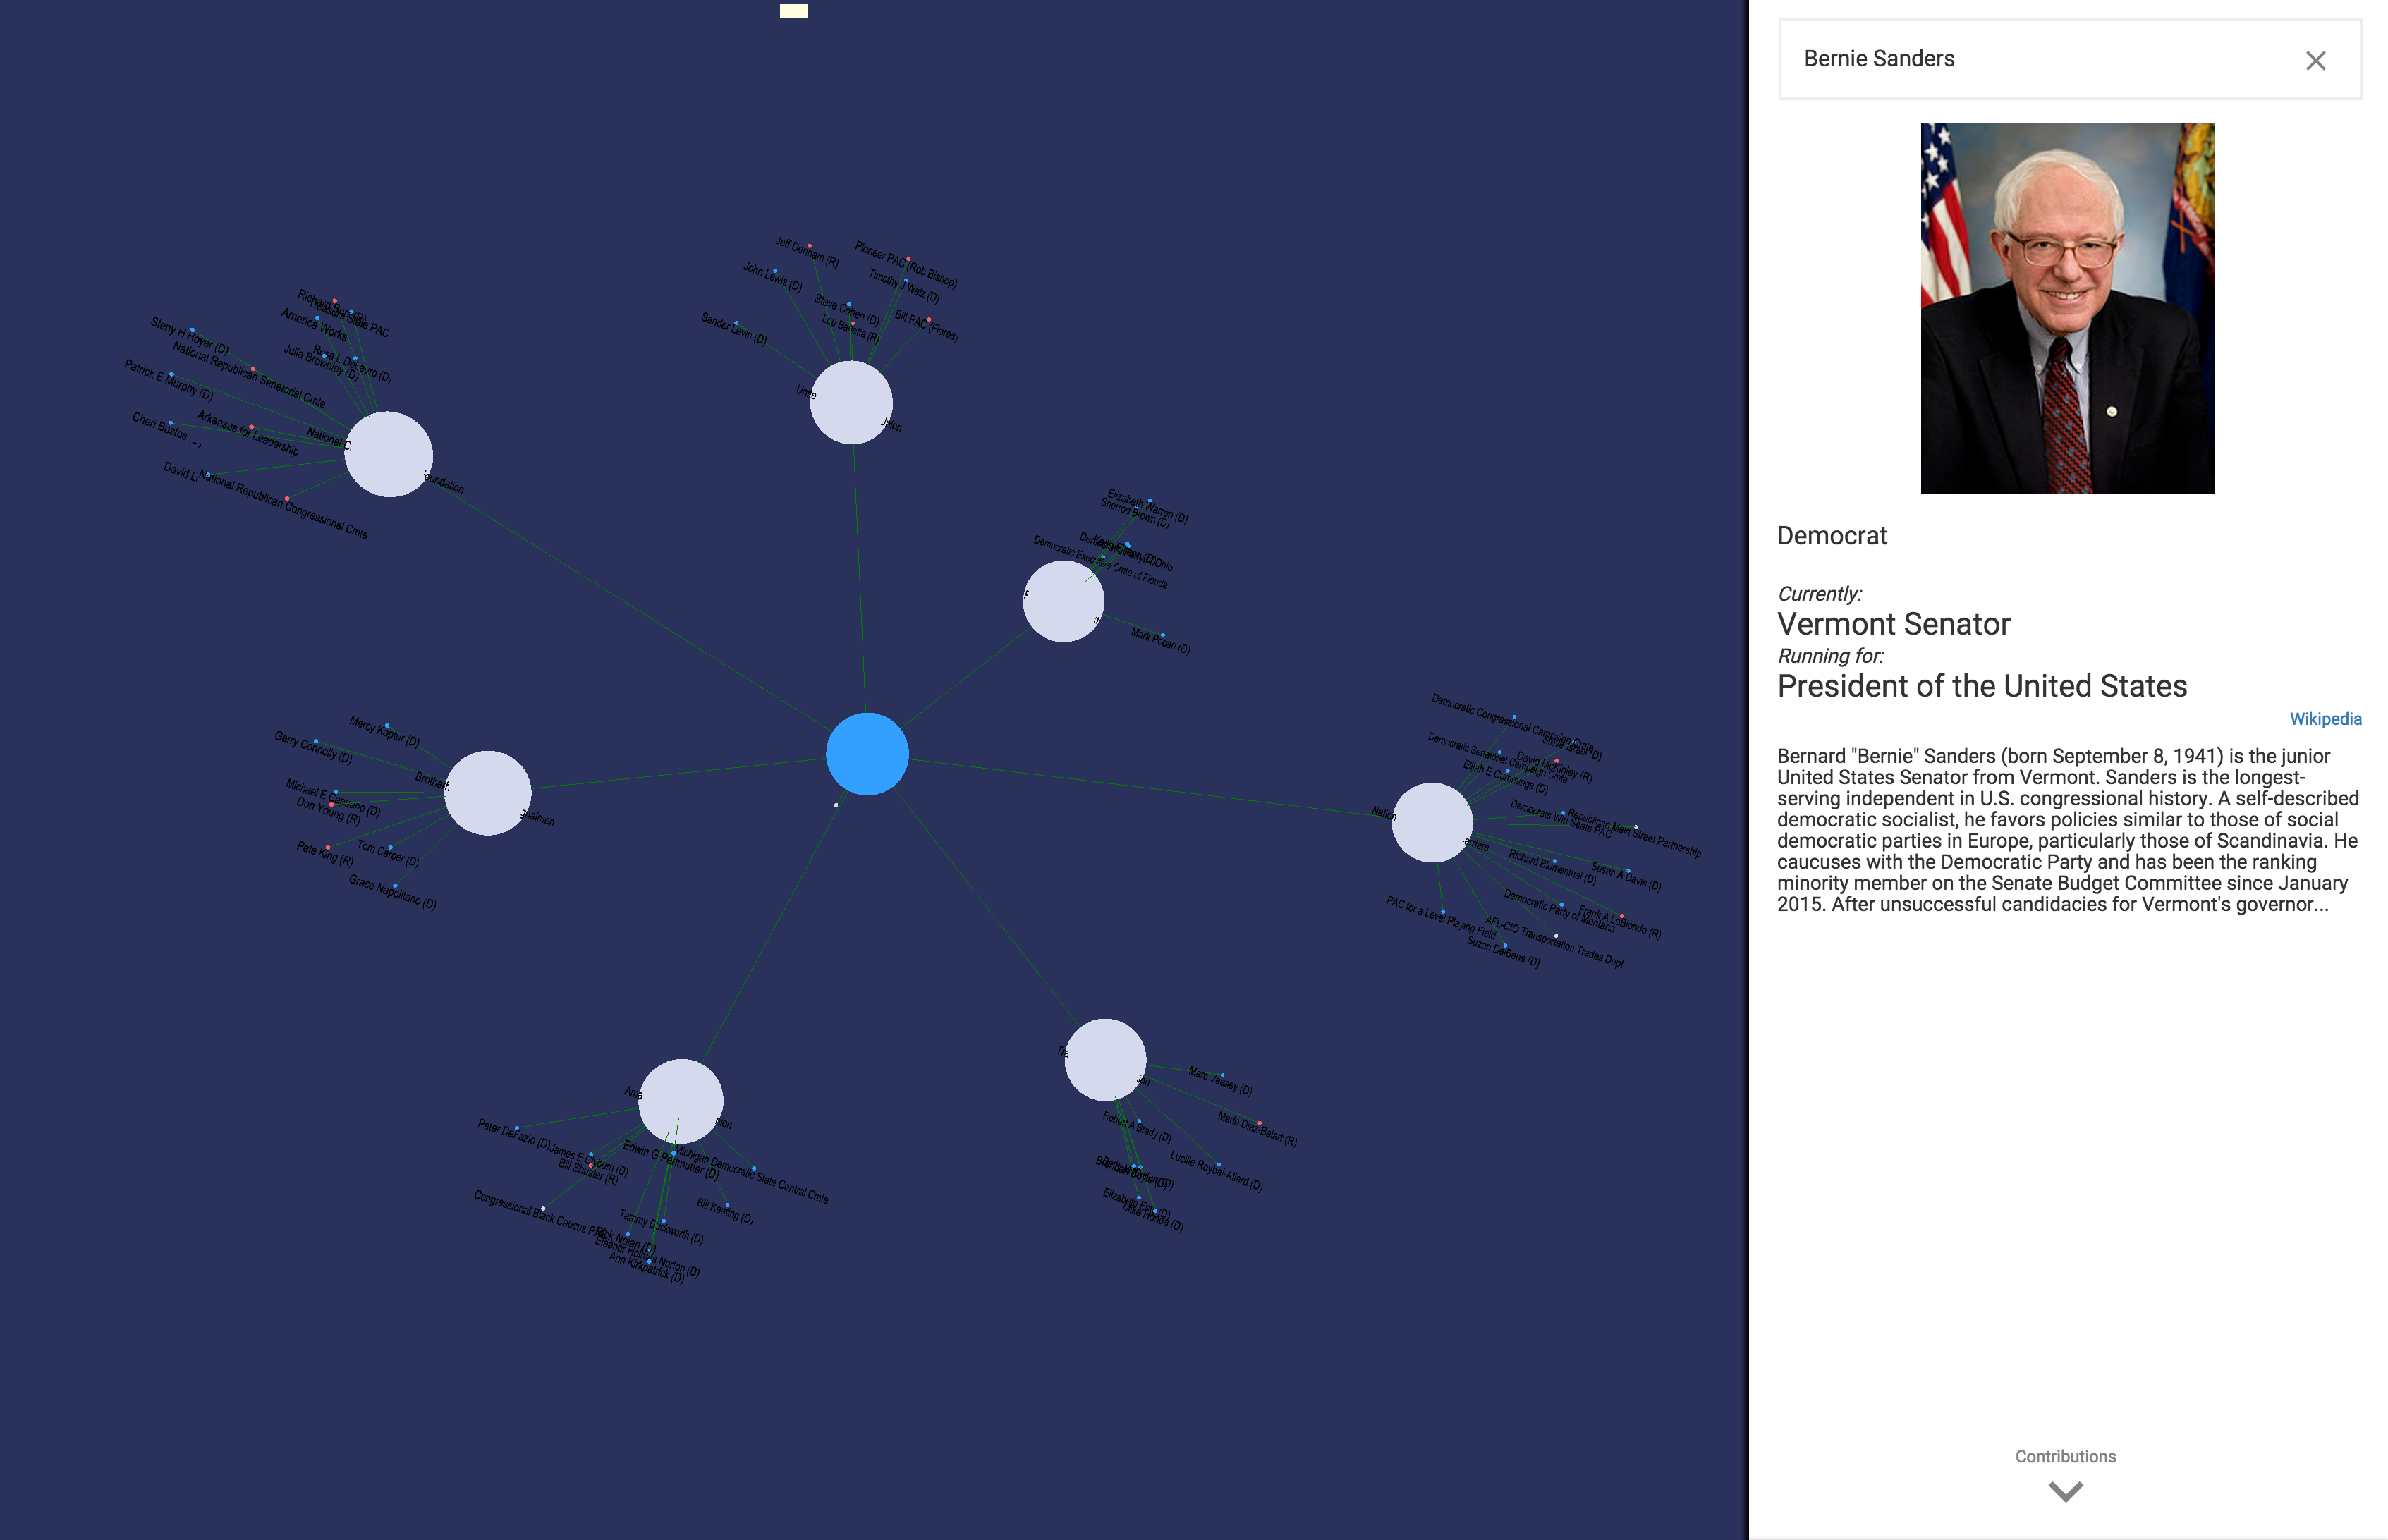 Jeff Denham (R)
Pioneer PAC (Rob Bishop)
John Lewis (D)
Timothy J Walz (D)
Steve Cohen (D)
Bill PAC (Flores)
Sander Levin (D)
Lou Barletta (R)
Unite
Union
America Works
Steny H Hoyer (D)
National Republican Senatorial Cmte
Julia Brownley (D)
Rosa L DeLauro (D)
Patrick E Murphy (D)
Cheri Bustos
Arkansas for Leadership
National C
oundation
David L
National Republican Congressional Cmte
Elizabeth Warren (D)
Sherrod Brown (D)
Democratic Executive Cmte of Florida
Mark Pocan (D)
Marcy Kaptur (D)
Gerry Connolly (D)
Brother
Michael E Capuano (D)
Don Young (R)
Pete King (R)
Tom Carper (D)
Grace Napolitano (D)
nalmen
Democratic Congressional Campaign Cmte
Steve Israel (D)
Democratic Senatorial Campaign Cmte
David McKinley (R)
Elijah E Cummings (D)
Nation
arriers
Democrats Win Seats PAC
Republican Main Street Partnership
Richard Blumenthal (D)
Susan A Davis (D)
Democratic Party of Montana
Frank A LoBiondo (R)
PAC for a Level Playing Field
AFL-CIO Transportation Trades Dept
Suzan DelBene (D)
Marc Veasey (D)
Mario Diaz-Balart (R)
Robert A Brady (D)
Lucille Roybal-Allard (D)
Elizabeth Esty (D)
Mike Honda (D)
Peter DeFazio (D)
James E Clyburn (D)
Bill Shuster (R)
Edwin G Perlmutter (D)
Michigan Democratic State Central Cmte
Congressional Black Caucus PAC
Bill Keating (D)
Tammy Duckworth (D)
Rick Nolan (D)
Eleanor Holmes Norton (D)
Ann Kirkpatrick (D)
Bernie Sanders
Democrat
Currently:
Vermont Senator
Running for:
President of the United States
Wikipedia
Bernard "Bernie" Sanders (born September 8, 1941) is the junior
United States Senator from Vermont. Sanders is the longest-
serving independent in U.S. congressional history. A self-described
democratic socialist, he favors policies similar to those of social
democratic parties in Europe, particularly those of Scandinavia. He
caucuses with the Democratic Party and has been the ranking
minority member on the Senate Budget Committee since January
2015. After unsuccessful candidacies for Vermont's governor...
Contributions